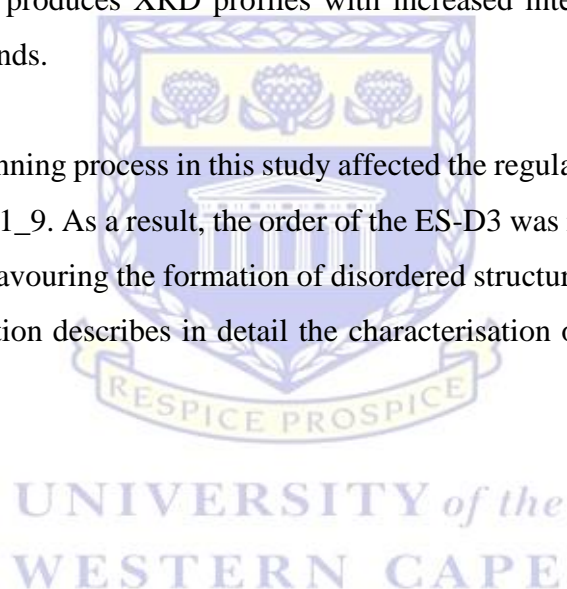 produces XRD profiles with increased inte
nds.
nning process in this study affected the regula
1_9. As a result, the order of the ES-D3 was
avouring the formation of disordered structur
tion describes in detail the characterisation o
RESPICE PROSPICE
UNIVERSITY of the
WESTERN CAPE